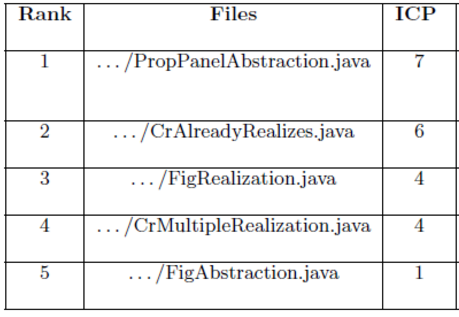 Rank Files ICP
1 .../PropPanelAbstraction.java 7
2 .../CrAlreadyRealizes.java 6
3 .../FigRealization.java 4
4 .../CrMultipleRealization.java 4
5 .../FigAbstraction.java 1